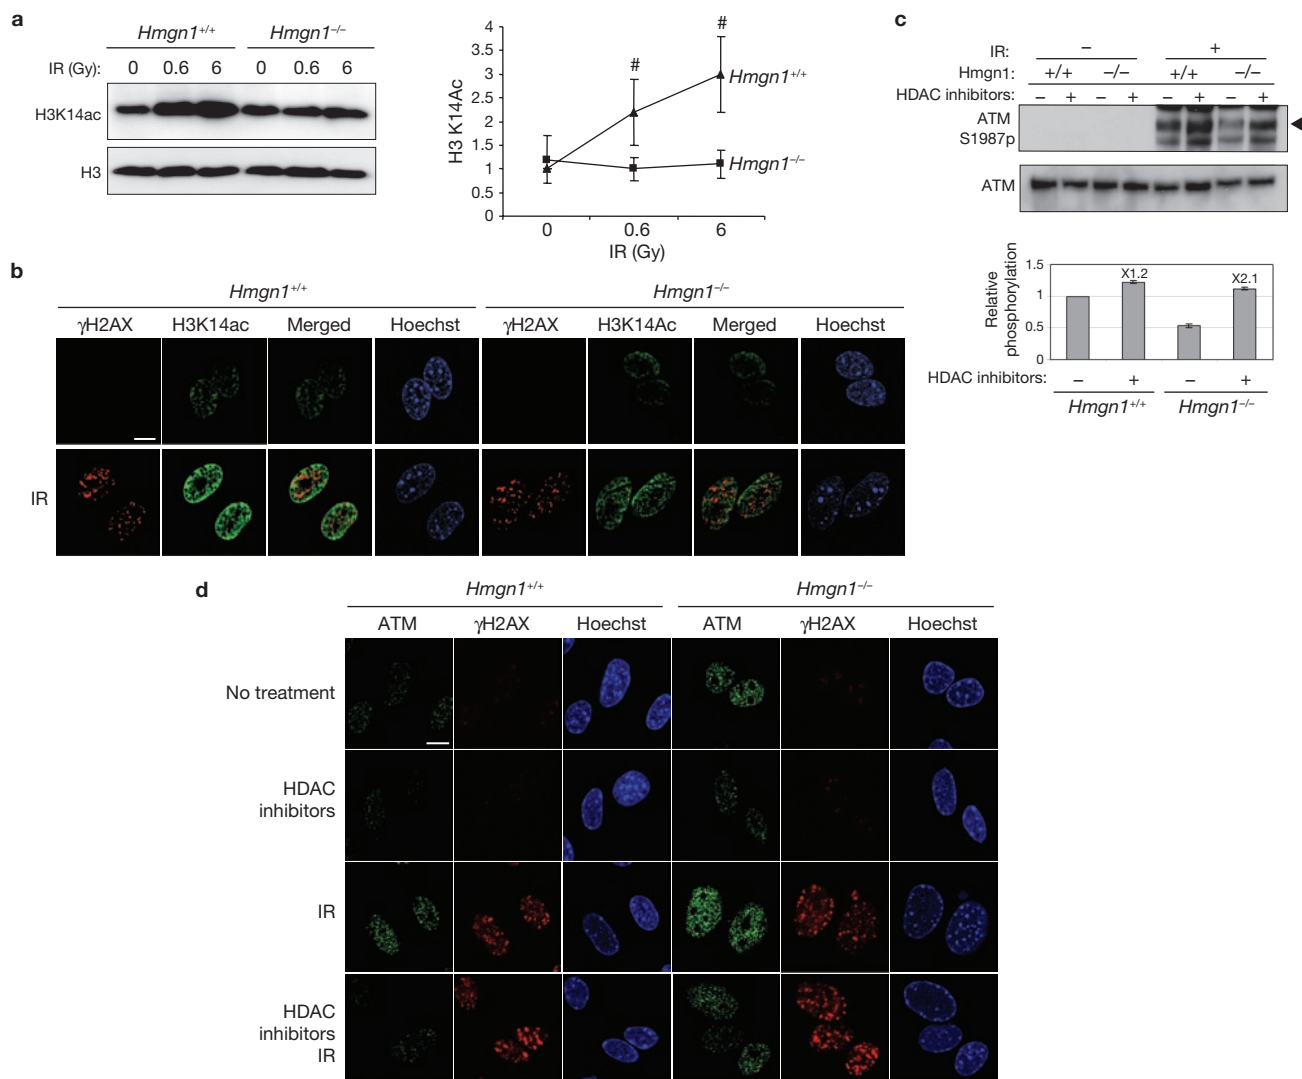 a
Hmgn1+/+ Hmgn1–/–
IR (Gy): 0 0.6 6 0 0.6 6
H3K14ac
H3
H3 K14Ac
4
3.5
3
2.5
2
1.5
1
0.5
0
# #
Hmgn1+/+
Hmgn1–/–
0 0.6 6
IR (Gy)
c
IR: – +
Hmgn1: +/+ –/– +/+ –/–
HDAC inhibitors: – + – + – + – +
ATM
S1987p
ATM
Relative
phosphorylation
1.5
1
0.5
0
X1.2 X2.1
HDAC inhibitors: – + – +
Hmgn1+/+ Hmgn1–/–
b
Hmgn1+/+ Hmgn1–/–
γH2AX H3K14ac Merged Hoechst γH2AX H3K14Ac Merged Hoechst
IR
d
Hmgn1+/+ Hmgn1–/–
ATM γH2AX Hoechst ATM γH2AX Hoechst
No treatment
HDAC
inhibitors
IR
HDAC
inhibitors
IR